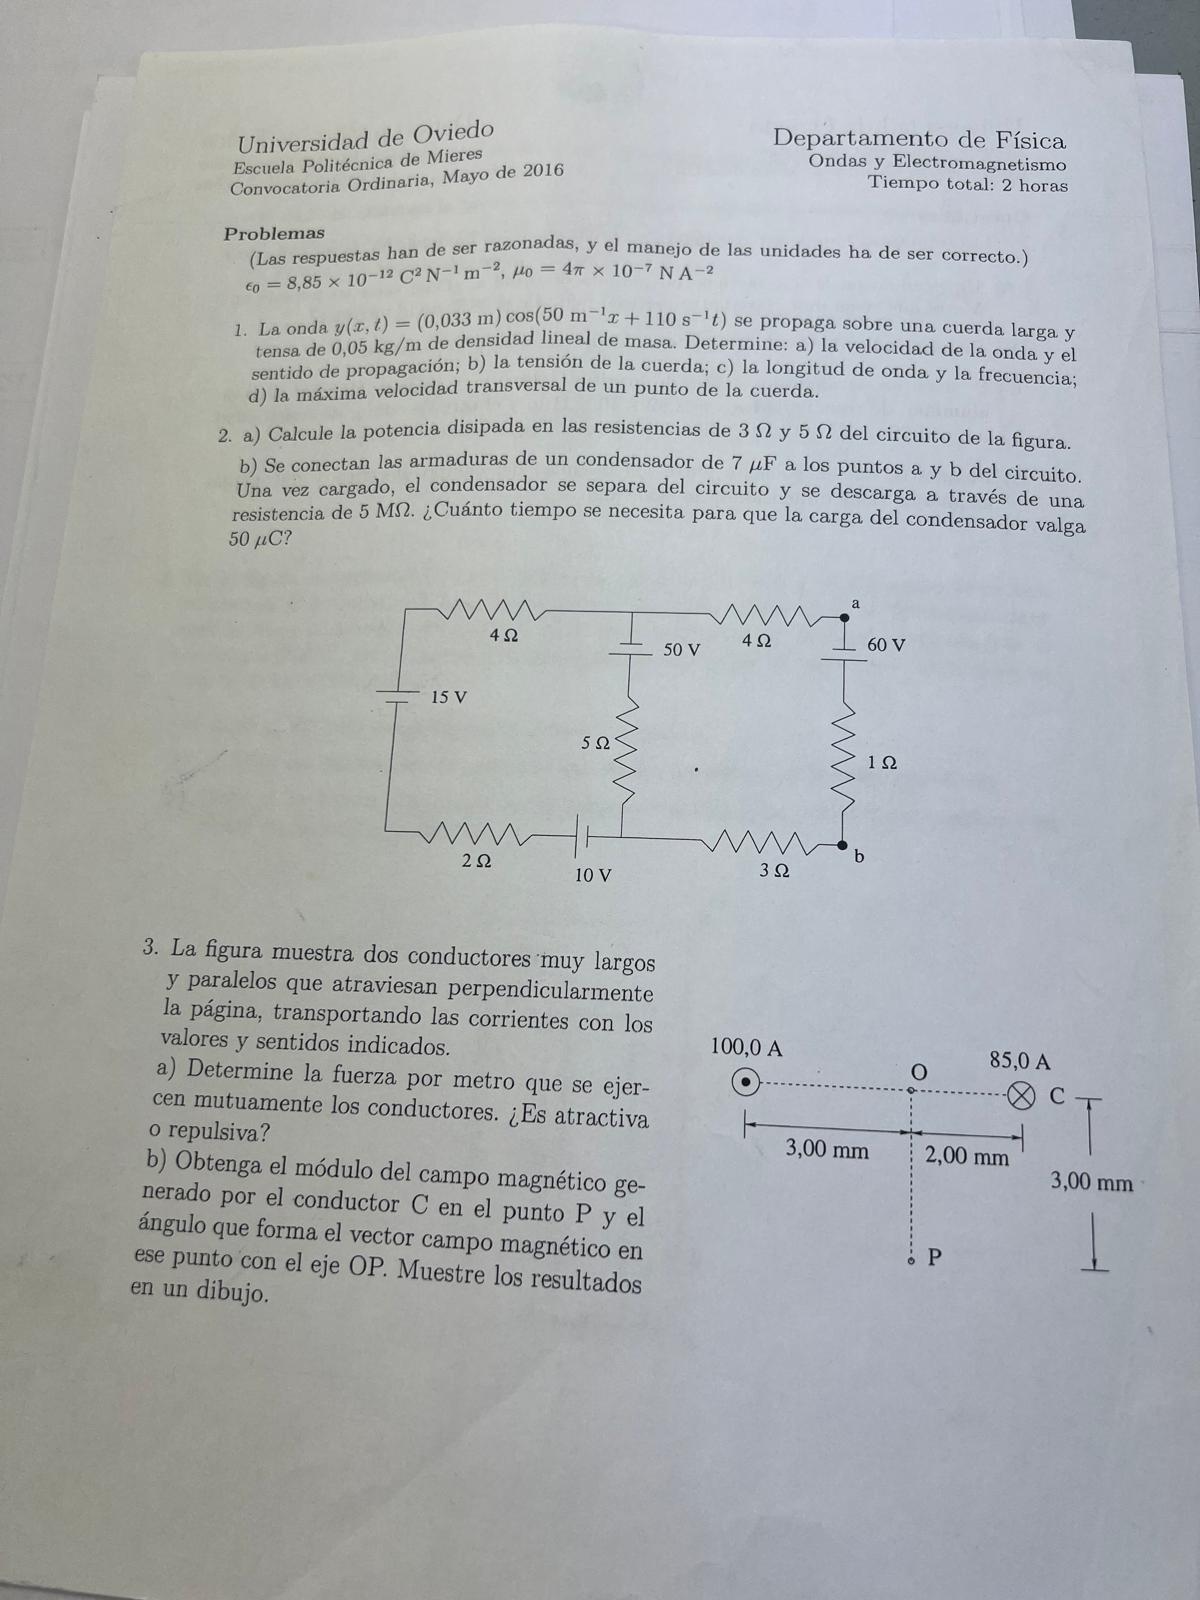 Universidad de Oviedo
Escuela Politécnica de Mieres
Convocatoria Ordinaria, Mayo de 2016
Departamento de Física
Ondas y Electromagnetismo
Tiempo total: 2 horas
Problemas
(Las respuestas han de ser razonadas, y el manejo de las unidades ha de ser correcto.)
ϵ₀ = 8,85 × 10⁻¹² C² N⁻¹ m⁻², μ₀ = 4π × 10⁻⁷ N A⁻²
1. La onda y(x, t) = (0,033 m) cos(50 m⁻¹x + 110 s⁻¹t) se propaga sobre una cuerda larga y
tensa de 0,05 kg/m de densidad lineal de masa. Determine: a) la velocidad de la onda y el
sentido de propagación; b) la tensión de la cuerda; c) la longitud de onda y la frecuencia;
d) la máxima velocidad transversal de un punto de la cuerda.
2. a) Calcule la potencia disipada en las resistencias de 3 Ω y 5 Ω del circuito de la figura.
b) Se conectan las armaduras de un condensador de 7 μF a los puntos a y b del circuito.
Una vez cargado, el condensador se separa del circuito y se descarga a través de una
resistencia de 5 MΩ. ¿Cuánto tiempo se necesita para que la carga del condensador valga
50 μC?
a
4 Ω
50 V
4 Ω
60 V
15 V
5 Ω
1 Ω
2 Ω
10 V
3 Ω
b
3. La figura muestra dos conductores muy largos
y paralelos que atraviesan perpendicularmente
la página, transportando las corrientes con los
valores y sentidos indicados.
a) Determine la fuerza por metro que se ejer-
cen mutuamente los conductores. ¿Es atractiva
o repulsiva?
b) Obtenga el módulo del campo magnético ge-
nerado por el conductor C en el punto P y el
ángulo que forma el vector campo magnético en
ese punto con el eje OP. Muestre los resultados
en un dibujo.
100,0 A
O
85,0 A
C
3,00 mm
2,00 mm
3,00 mm
P